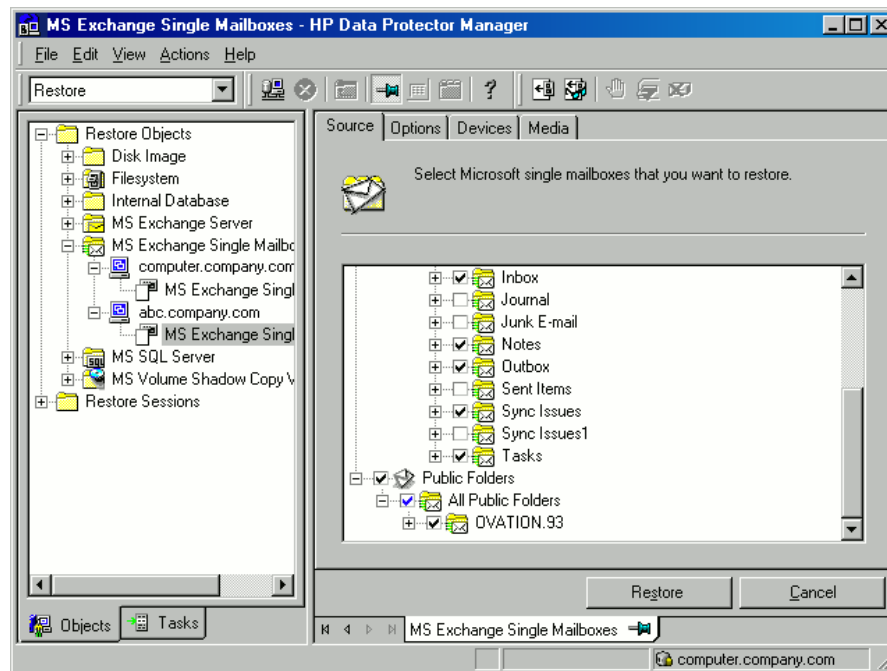 MS Exchange Single Mailboxes - HP Data Protector Manager
File Edit View Actions Help
Restore
Restore Objects
Disk Image
Filesystem
Internal Database
MS Exchange Server
MS Exchange Single Mailbo
computer.company.com
MS Exchange Singl
abc.company.com
MS Exchange Singl
MS SQL Server
MS Volume Shadow Copy
Restore Sessions
Objects Tasks
Source Options Devices Media
Select Microsoft single mailboxes that you want to restore.
Inbox
Journal
Junk E-mail
Notes
Outbox
Sent Items
Sync Issues
Sync Issues1
Tasks
Public Folders
All Public Folders
OVATION.93
Restore Cancel
MS Exchange Single Mailboxes
computer.company.com